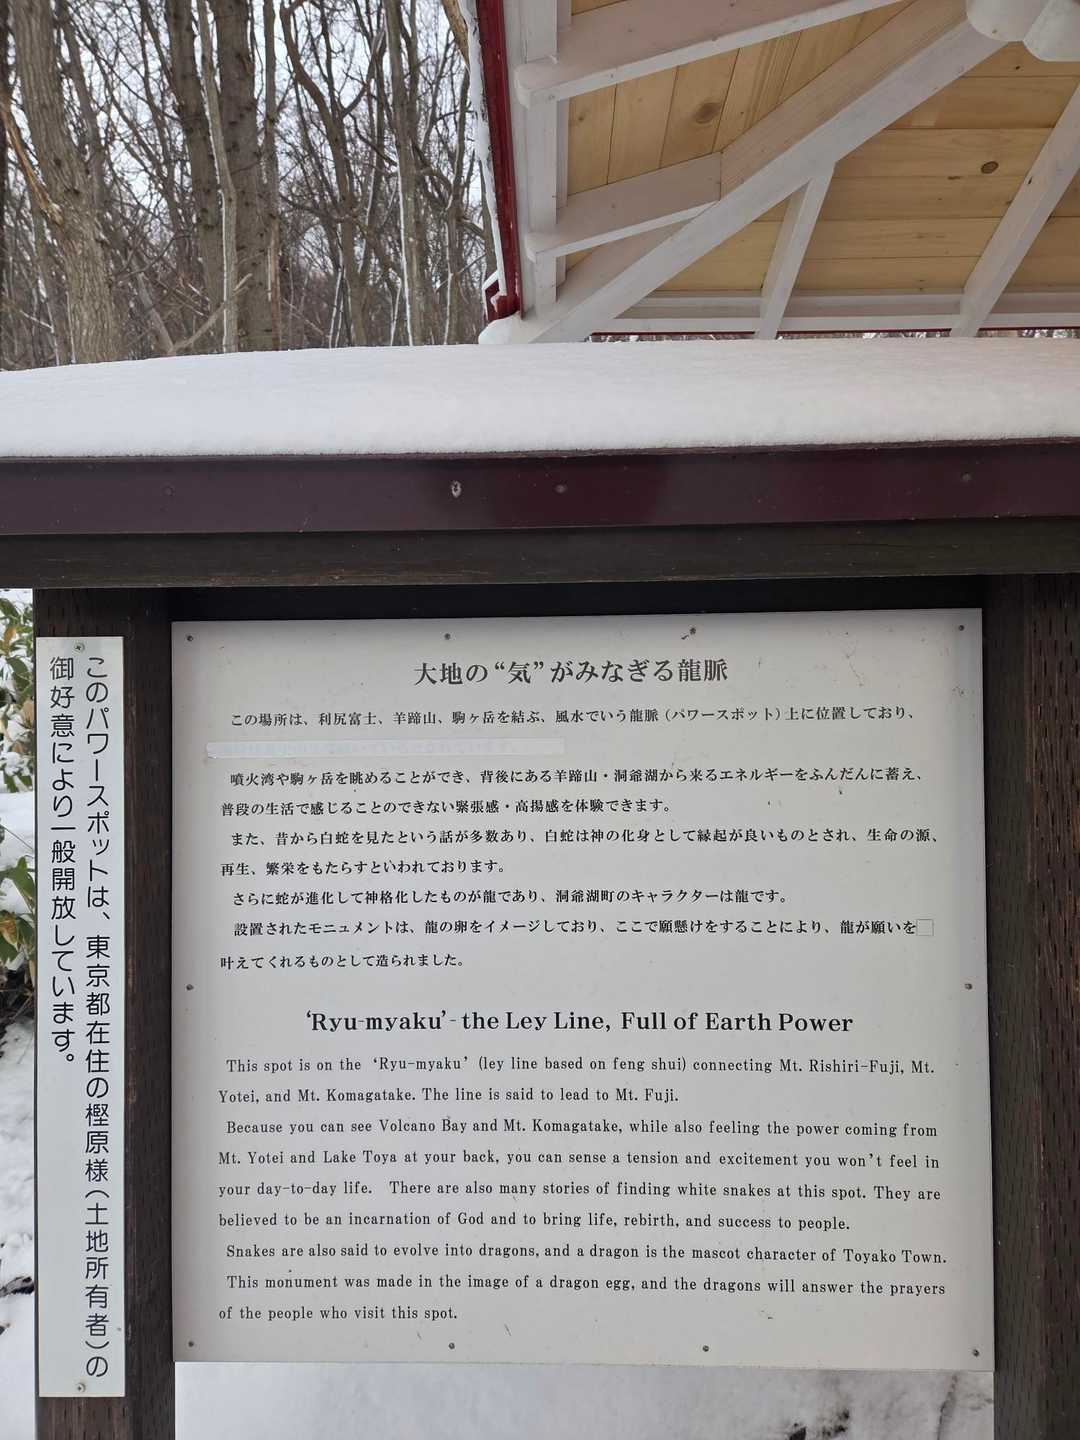 このパワースポットは、東京都在住の樫原様（土地所有者）の
御好意により一般開放しています。
大地の“気”がみなぎる龍脈
この場所は、利尻富士、羊蹄山、駒ヶ岳を結ぶ、風水でいう龍脈（パワースポット）上に位置しており、
噴火湾や駒ヶ岳を眺めることができ、背後にある羊蹄山・洞爺湖から来るエネルギーをふんだんに蓄え、
普段の生活で感じることのできない緊張感・高揚感を体験できます。
また、昔から白蛇を見たという話が多数あり、白蛇は神の化身として縁起が良いものとされ、生命の源、
再生、繁栄をもたらすといわれております。
さらに蛇が進化して神格化したものが龍であり、洞爺湖町のキャラクターは龍です。
設置されたモニュメントは、龍の卵をイメージしており、ここで願懸けをすることにより、龍が願いを
叶えてくれるものとして造られました。
‘Ryu-myaku’- the Ley Line, Full of Earth Power
This spot is on the ‘Ryu-myaku’ (ley line based on feng shui) connecting Mt. Rishiri-Fuji, Mt.
Yotei, and Mt. Komagatake. The line is said to lead to Mt. Fuji.
Because you can see Volcano Bay and Mt. Komagatake, while also feeling the power coming from
Mt. Yotei and Lake Toya at your back, you can sense a tension and excitement you won’t feel in
your day-to-day life. There are also many stories of finding white snakes at this spot. They are
believed to be an incarnation of God and to bring life, rebirth, and success to people.
Snakes are also said to evolve into dragons, and a dragon is the mascot character of Toyako Town.
This monument was made in the image of a dragon egg, and the dragons will answer the prayers
of the people who visit this spot.